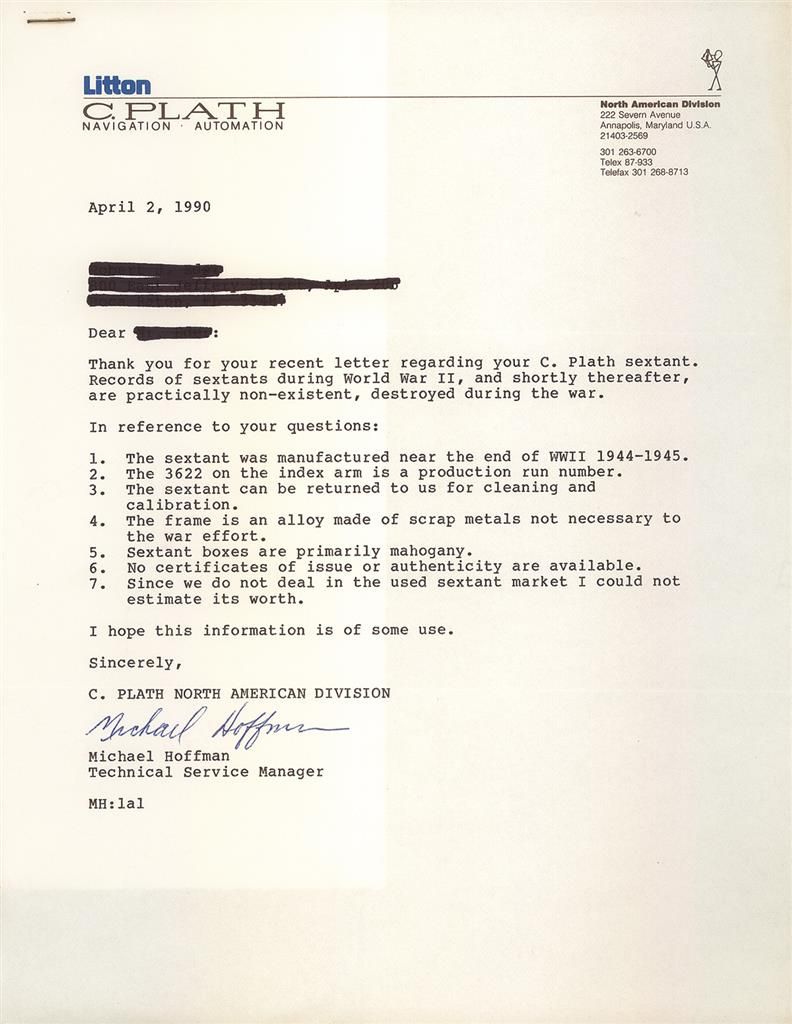 Litton
C. PLATH
NAVIGATION · AUTOMATION
North American Division
222 Severn Avenue
Annapolis, Maryland U.S.A.
21403-2569
301 263-6700
Telex 87-933
Telefax 301 268-8713
April 2, 1990
Dear :
Thank you for your recent letter regarding your C. Plath sextant.
Records of sextants during World War II, and shortly thereafter,
are practically non-existent, destroyed during the war.
In reference to your questions:
1. The sextant was manufactured near the end of WWII 1944-1945.
2. The 3622 on the index arm is a production run number.
3. The sextant can be returned to us for cleaning and
calibration.
4. The frame is an alloy made of scrap metals not necessary to
the war effort.
5. Sextant boxes are primarily mahogany.
6. No certificates of issue or authenticity are available.
7. Since we do not deal in the used sextant market I could not
estimate its worth.
I hope this information is of some use.
Sincerely,
C. PLATH NORTH AMERICAN DIVISION
Michael Hoffman
Michael Hoffman
Technical Service Manager
MH:lal